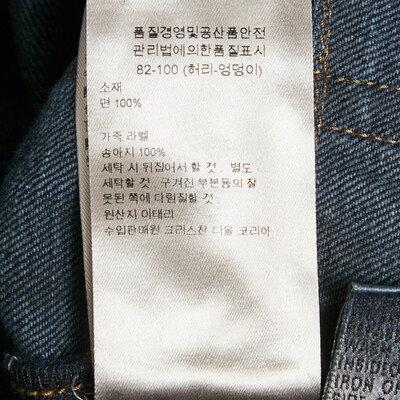 품질경영및공산품안전
관리법에의한품질표시
82-100 (허리-엉덩이)
소재
면 100%
가죽 라벨
송아지 100%
세탁 시 뒤집어서 할 것 . 별도
세탁할 것 . 구겨진 부분등의 잘
못된 쪽에 다림질할 것
원산지 이태리
수입판매원 크리스챤 디올 코리아
IRON O